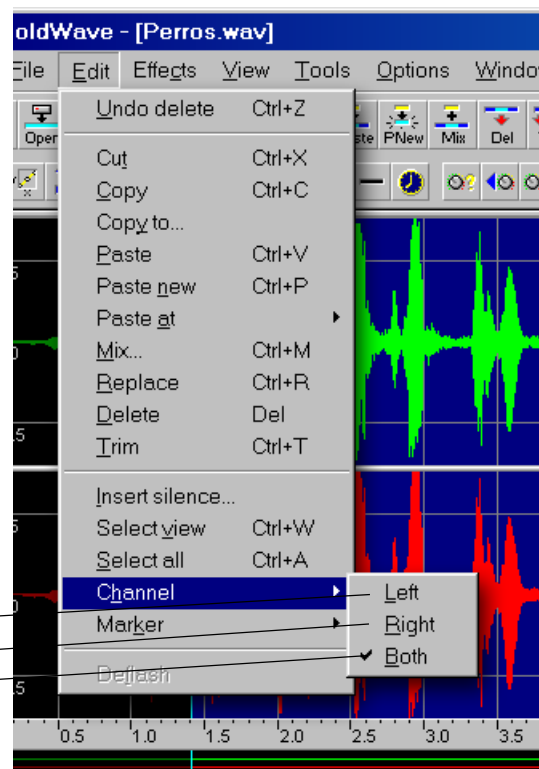 oldWave - [Perros.wav]
File Edit Effects View Tools Options Windo
Undo delete Ctrl+Z
Oper
ste PNew Mix Del
Cut Ctrl+X
Copy Ctrl+C
Copy to...
Paste Ctrl+V
Paste new Ctrl+P
Paste at
Mix... Ctrl+M
Replace Ctrl+R
Delete Del
Trim Ctrl+T
Insert silence...
Select view Ctrl+W
Select all Ctrl+A
Channel
Left
Marker
Right
Both
Deflash
0.5 1.0 1.5 2.0 2.5 3.0 3.5